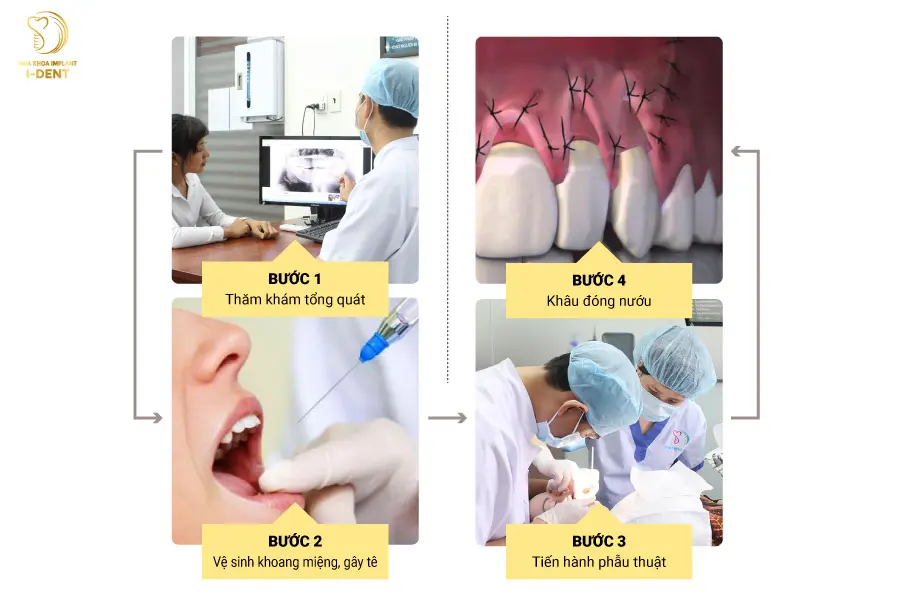 NHA KHOA IMPLANT
I-DENT
BƯỚC 1
Thăm khám tổng quát
BƯỚC 2
Vệ sinh khoang miệng, gây tê
BƯỚC 3
Tiến hành phẫu thuật
BƯỚC 4
Khâu đóng nướu